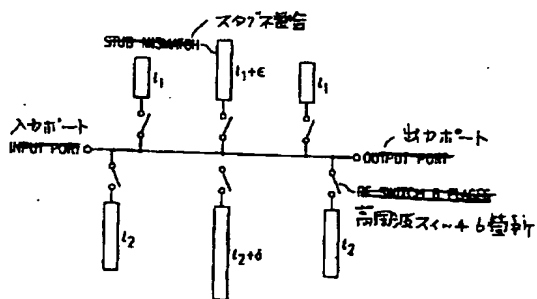 スタブ不整合
STUB MISMATCH
ℓ₁
ℓ₁+ε
ℓ₁
入力ポート
INPUT PORT
出力ポート
OUTPUT PORT
RF SWITCH 6 PLACES
高周波スイッチ 6箇所
ℓ₂
ℓ₂+δ
ℓ₂